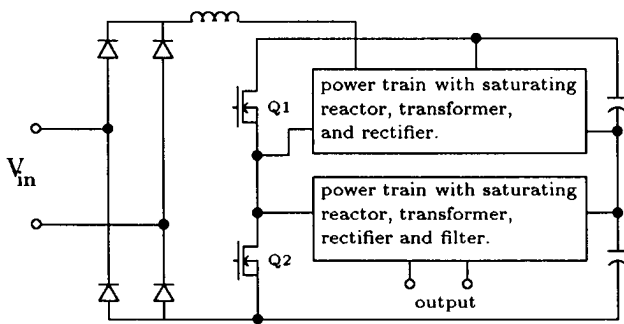 Q1
power train with saturating
reactor, transformer,
and rectifier.
Vin
power train with saturating
reactor, transformer,
rectifier and filter.
Q2
output